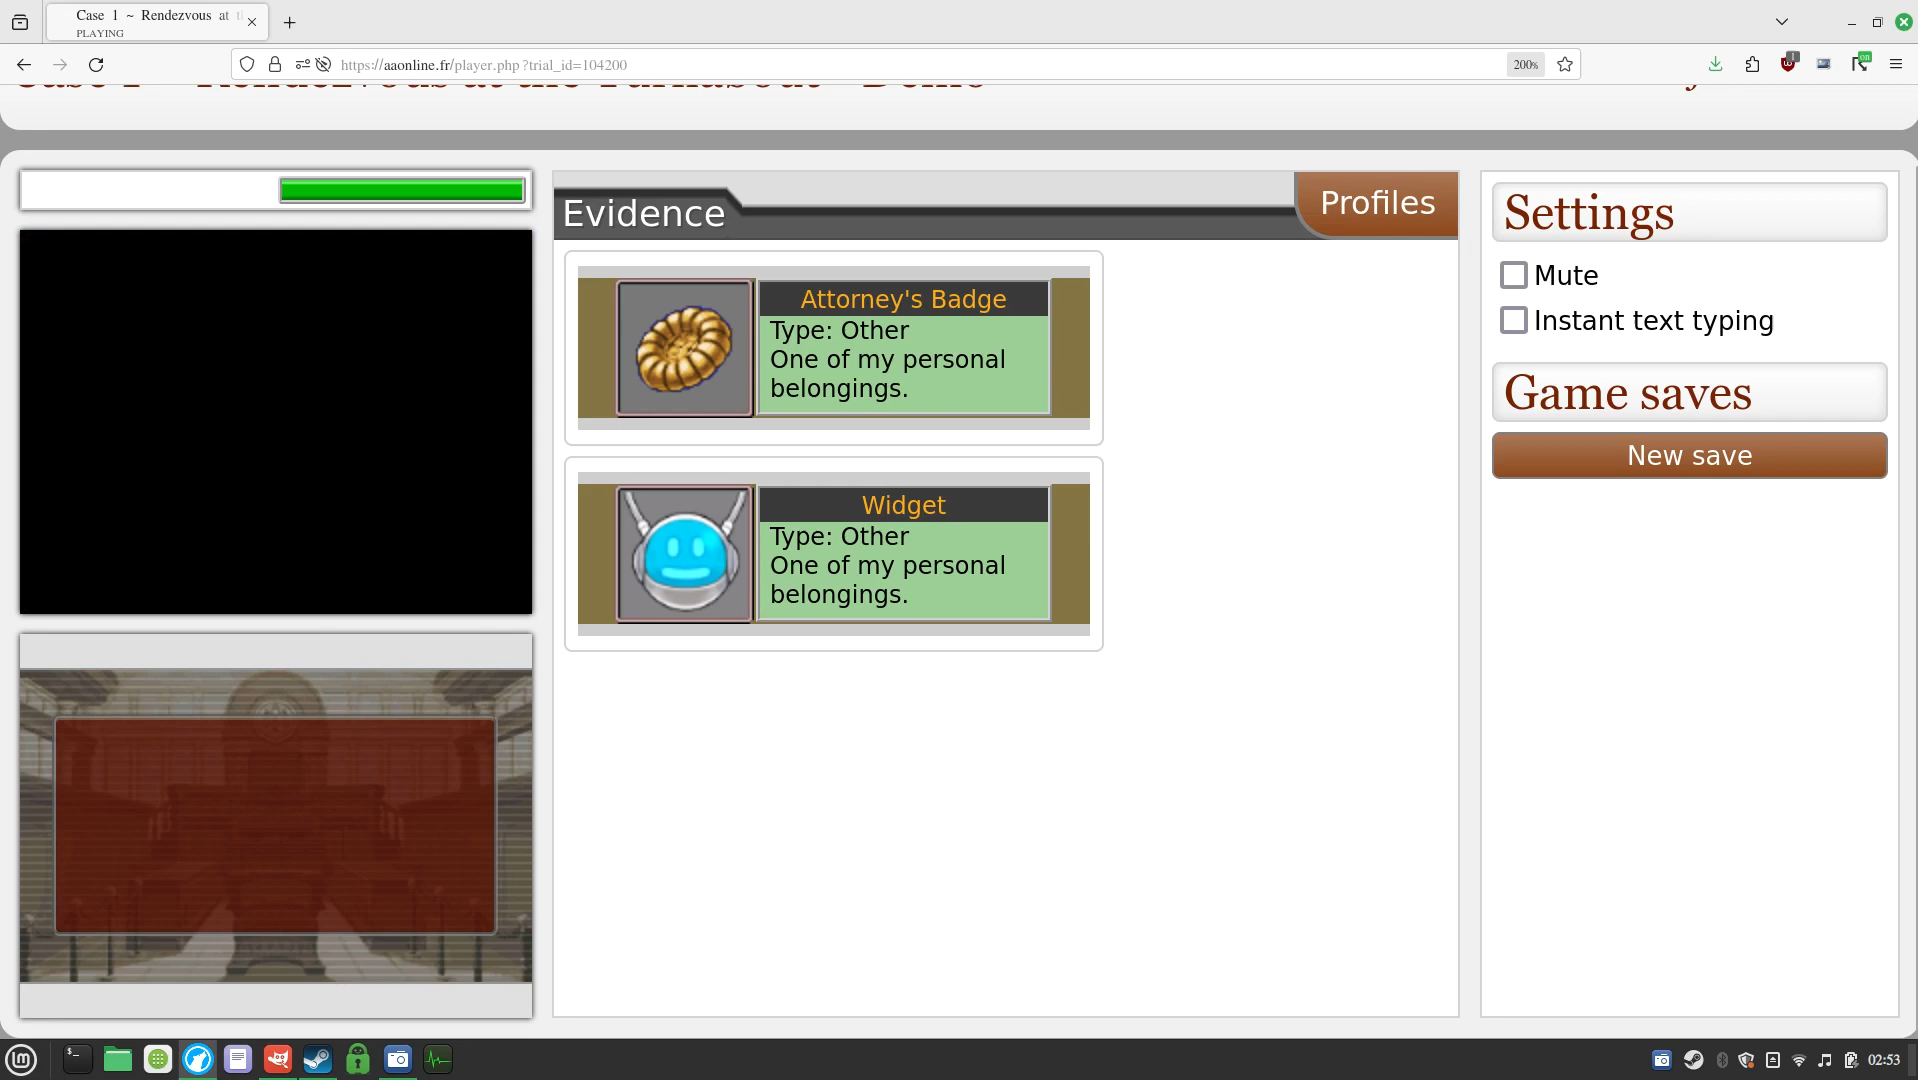 Case 1 ~ Rendezvous at
PLAYING
https://aaonline.fr/player.php?trial_id=104200
200%
on
Evidence
Profiles
Attorney's Badge
Type: Other
One of my personal
belongings.
Widget
Type: Other
One of my personal
belongings.
Settings
Mute
Instant text typing
Game saves
New save
02:53